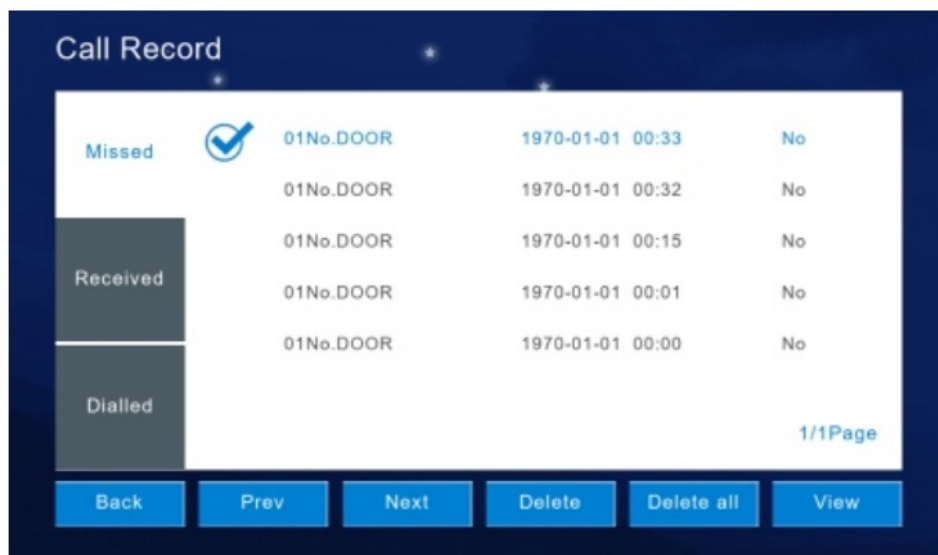 Call Record
Missed
01No.DOOR 1970-01-01 00:33 No
01No.DOOR 1970-01-01 00:32 No
01No.DOOR 1970-01-01 00:15 No
Received
01No.DOOR 1970-01-01 00:01 No
01No.DOOR 1970-01-01 00:00 No
Dialled
1/1Page
Back Prev Next Delete Delete all View